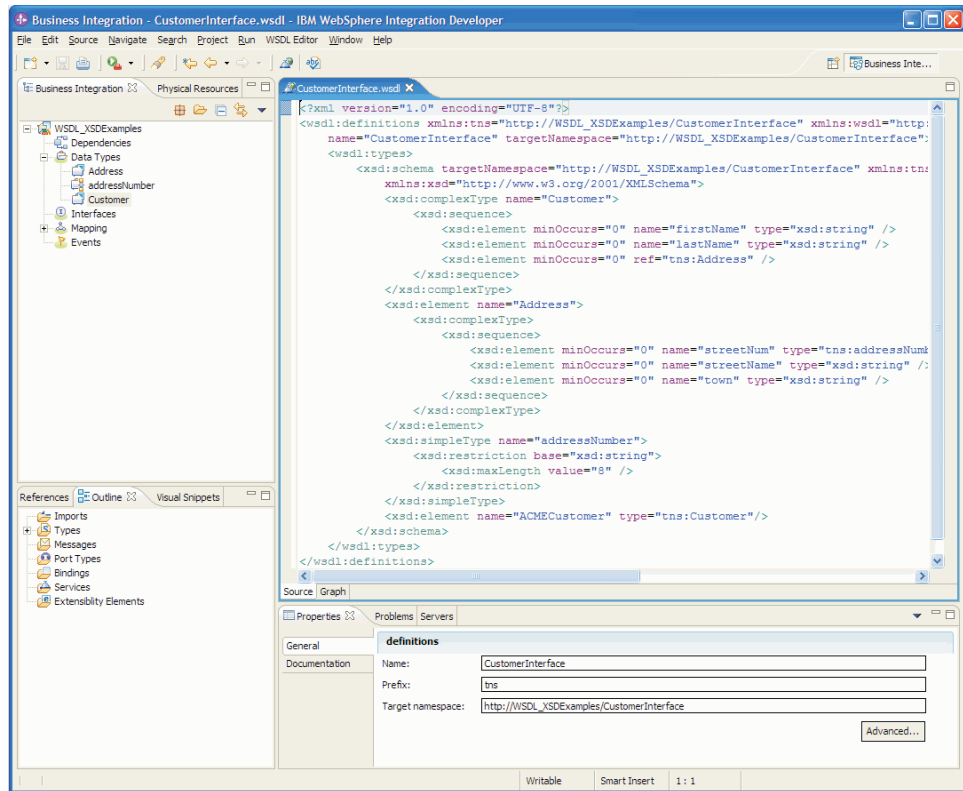 Business Integration - CustomerInterface.wsdl - IBM WebSphere Integration Developer
File Edit Source Navigate Search Project Run WSDL Editor Window Help
Business Inte...
Business Integration Physical Resources
WSDL_XSDExamples
Dependencies
Data Types
Address
addressNumber
Customer
Interfaces
Mapping
Events
CustomerInterface.wsdl
<?xml version="1.0" encoding="UTF-8"?>
<wsdl:definitions xmlns:tns="http://WSDL_XSDExamples/CustomerInterface" xmlns:wsdl="http:
name="CustomerInterface" targetNamespace="http://WSDL_XSDExamples/CustomerInterface">
<wsdl:types>
<xsd:schema targetNamespace="http://WSDL_XSDExamples/CustomerInterface" xmlns:tns
xmlns:xsd="http://www.w3.org/2001/XMLSchema">
<xsd:complexType name="Customer">
<xsd:sequence>
<xsd:element minOccurs="0" name="firstName" type="xsd:string" />
<xsd:element minOccurs="0" name="lastName" type="xsd:string" />
<xsd:element minOccurs="0" ref="tns:Address" />
</xsd:sequence>
</xsd:complexType>
<xsd:element name="Address">
<xsd:complexType>
<xsd:sequence>
<xsd:element minOccurs="0" name="streetNum" type="tns:addressNumb
<xsd:element minOccurs="0" name="streetName" type="xsd:string" />
<xsd:element minOccurs="0" name="town" type="xsd:string" />
</xsd:sequence>
</xsd:complexType>
</xsd:element>
<xsd:simpleType name="addressNumber">
<xsd:restriction base="xsd:string">
<xsd:maxLength value="8" />
</xsd:restriction>
</xsd:simpleType>
<xsd:element name="ACMECustomer" type="tns:Customer"/>
</xsd:schema>
</wsdl:types>
</wsdl:definitions>
Source Graph
References Outline Visual Snippets
Imports
Types
Messages
Port Types
Bindings
Services
Extensiblity Elements
Properties Problems Servers
General
Documentation
definitions
Name: CustomerInterface
Prefix: tns
Target namespace: http://WSDL_XSDExamples/CustomerInterface
Advanced...
Writable Smart Insert 1 : 1